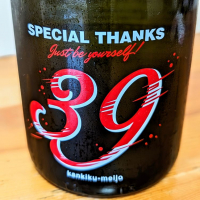 SPECIAL THANKS
Just be yourself!
39
kankiku-meijo